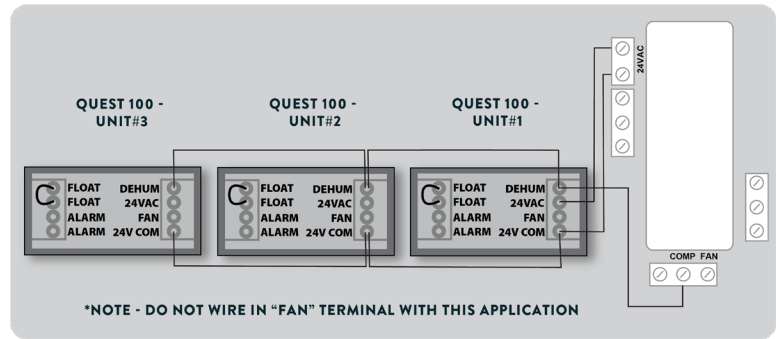 24VAC
QUEST 100 -
UNIT#3
QUEST 100 -
UNIT#2
QUEST 100 -
UNIT#1
FLOAT DEHUM
FLOAT 24VAC
ALARM FAN
ALARM 24V COM
FLOAT DEHUM
FLOAT 24VAC
ALARM FAN
ALARM 24V COM
FLOAT DEHUM
FLOAT 24VAC
ALARM FAN
ALARM 24V COM
COMP FAN
*NOTE - DO NOT WIRE IN “FAN” TERMINAL WITH THIS APPLICATION